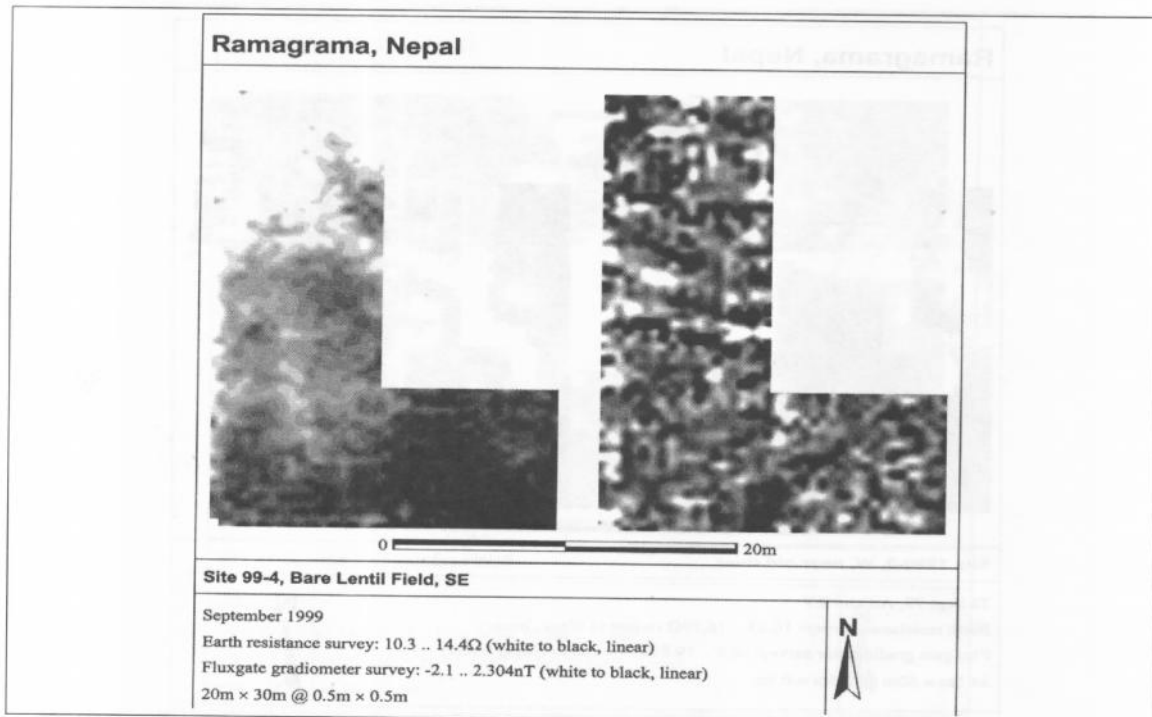 Ramagrama, Nepal
0 20m
Site 99-4, Bare Lentil Field, SE
September 1999
Earth resistance survey: 10.3 .. 14.4Ω (white to black, linear)
Fluxgate gradiometer survey: -2.1 .. 2.304nT (white to black, linear)
20m × 30m @ 0.5m × 0.5m
N